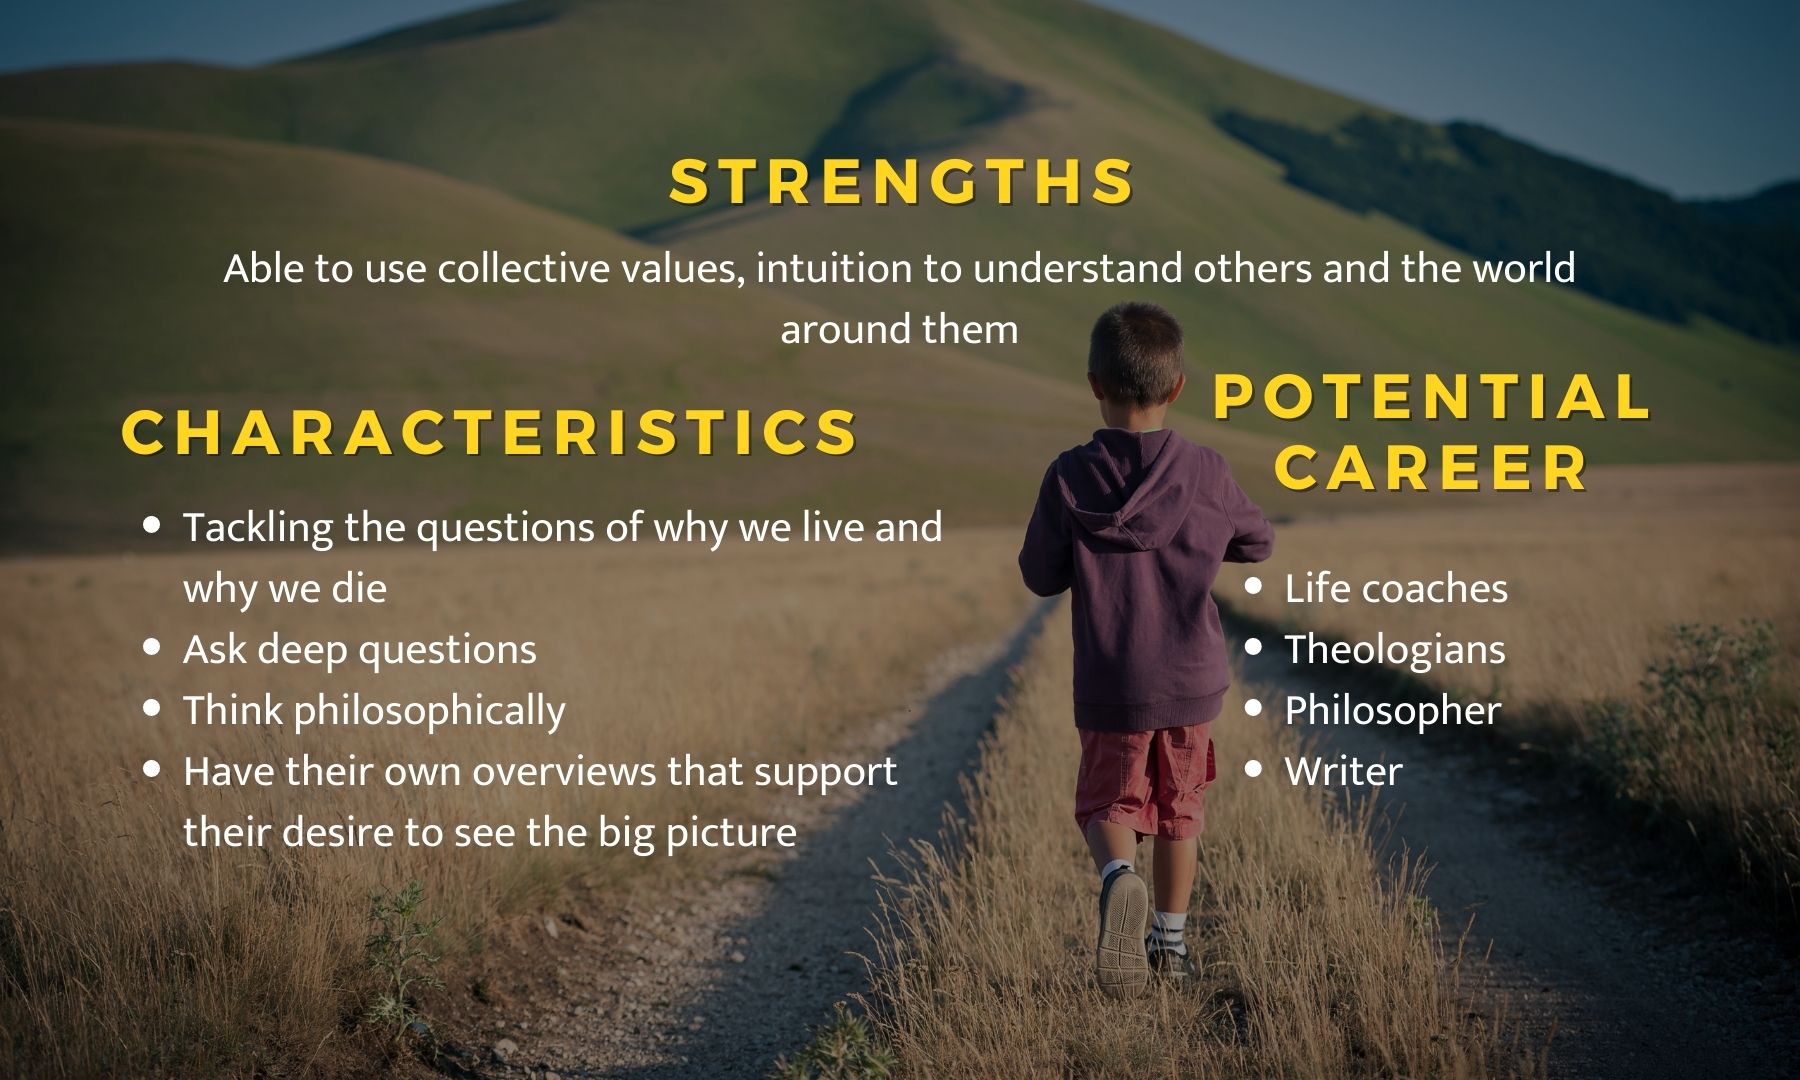 STRENGTHS
Able to use collective values, intuition to understand others and the world
around them
CHARACTERISTICS
• Tackling the questions of why we live and
why we die
• Ask deep questions
• Think philosophically
• Have their own overviews that support
their desire to see the big picture
POTENTIAL
CAREER
• Life coaches
• Theologians
• Philosopher
• Writer